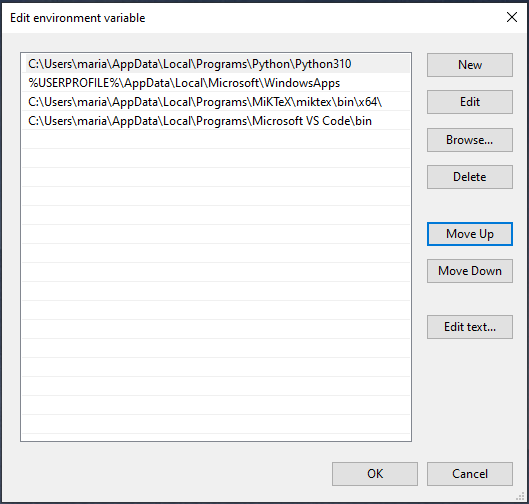 Edit environment variable
C:\Users\maria\AppData\Local\Programs\Python\Python310
%USERPROFILE%\AppData\Local\Microsoft\WindowsApps
C:\Users\maria\AppData\Local\Programs\MiKTeX\miktex\bin\x64\
C:\Users\maria\AppData\Local\Programs\Microsoft VS Code\bin
New
Edit
Browse...
Delete
Move Up
Move Down
Edit text...
OK
Cancel